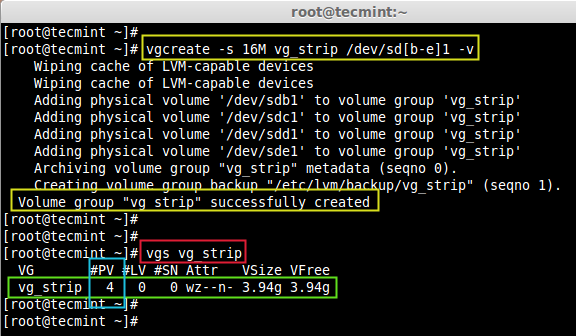 root@tecmint:~
[root@tecmint ~]#
[root@tecmint ~]# vgcreate -s 16M vg_strip /dev/sd[b-e]1 -v
Wiping cache of LVM-capable devices
Wiping cache of LVM-capable devices
Adding physical volume '/dev/sdb1' to volume group 'vg_strip'
Adding physical volume '/dev/sdc1' to volume group 'vg_strip'
Adding physical volume '/dev/sdd1' to volume group 'vg_strip'
Adding physical volume '/dev/sde1' to volume group 'vg_strip'
Archiving volume group "vg_strip" metadata (seqno 0).
Creating volume group backup "/etc/lvm/backup/vg_strip" (seqno 1).
Volume group "vg_strip" successfully created
[root@tecmint ~]#
[root@tecmint ~]#
[root@tecmint ~]# vgs vg_strip
VG #PV #LV #SN Attr VSize VFree
vg_strip 4 0 0 wz--n- 3.94g 3.94g
[root@tecmint ~]#
[root@tecmint ~]#